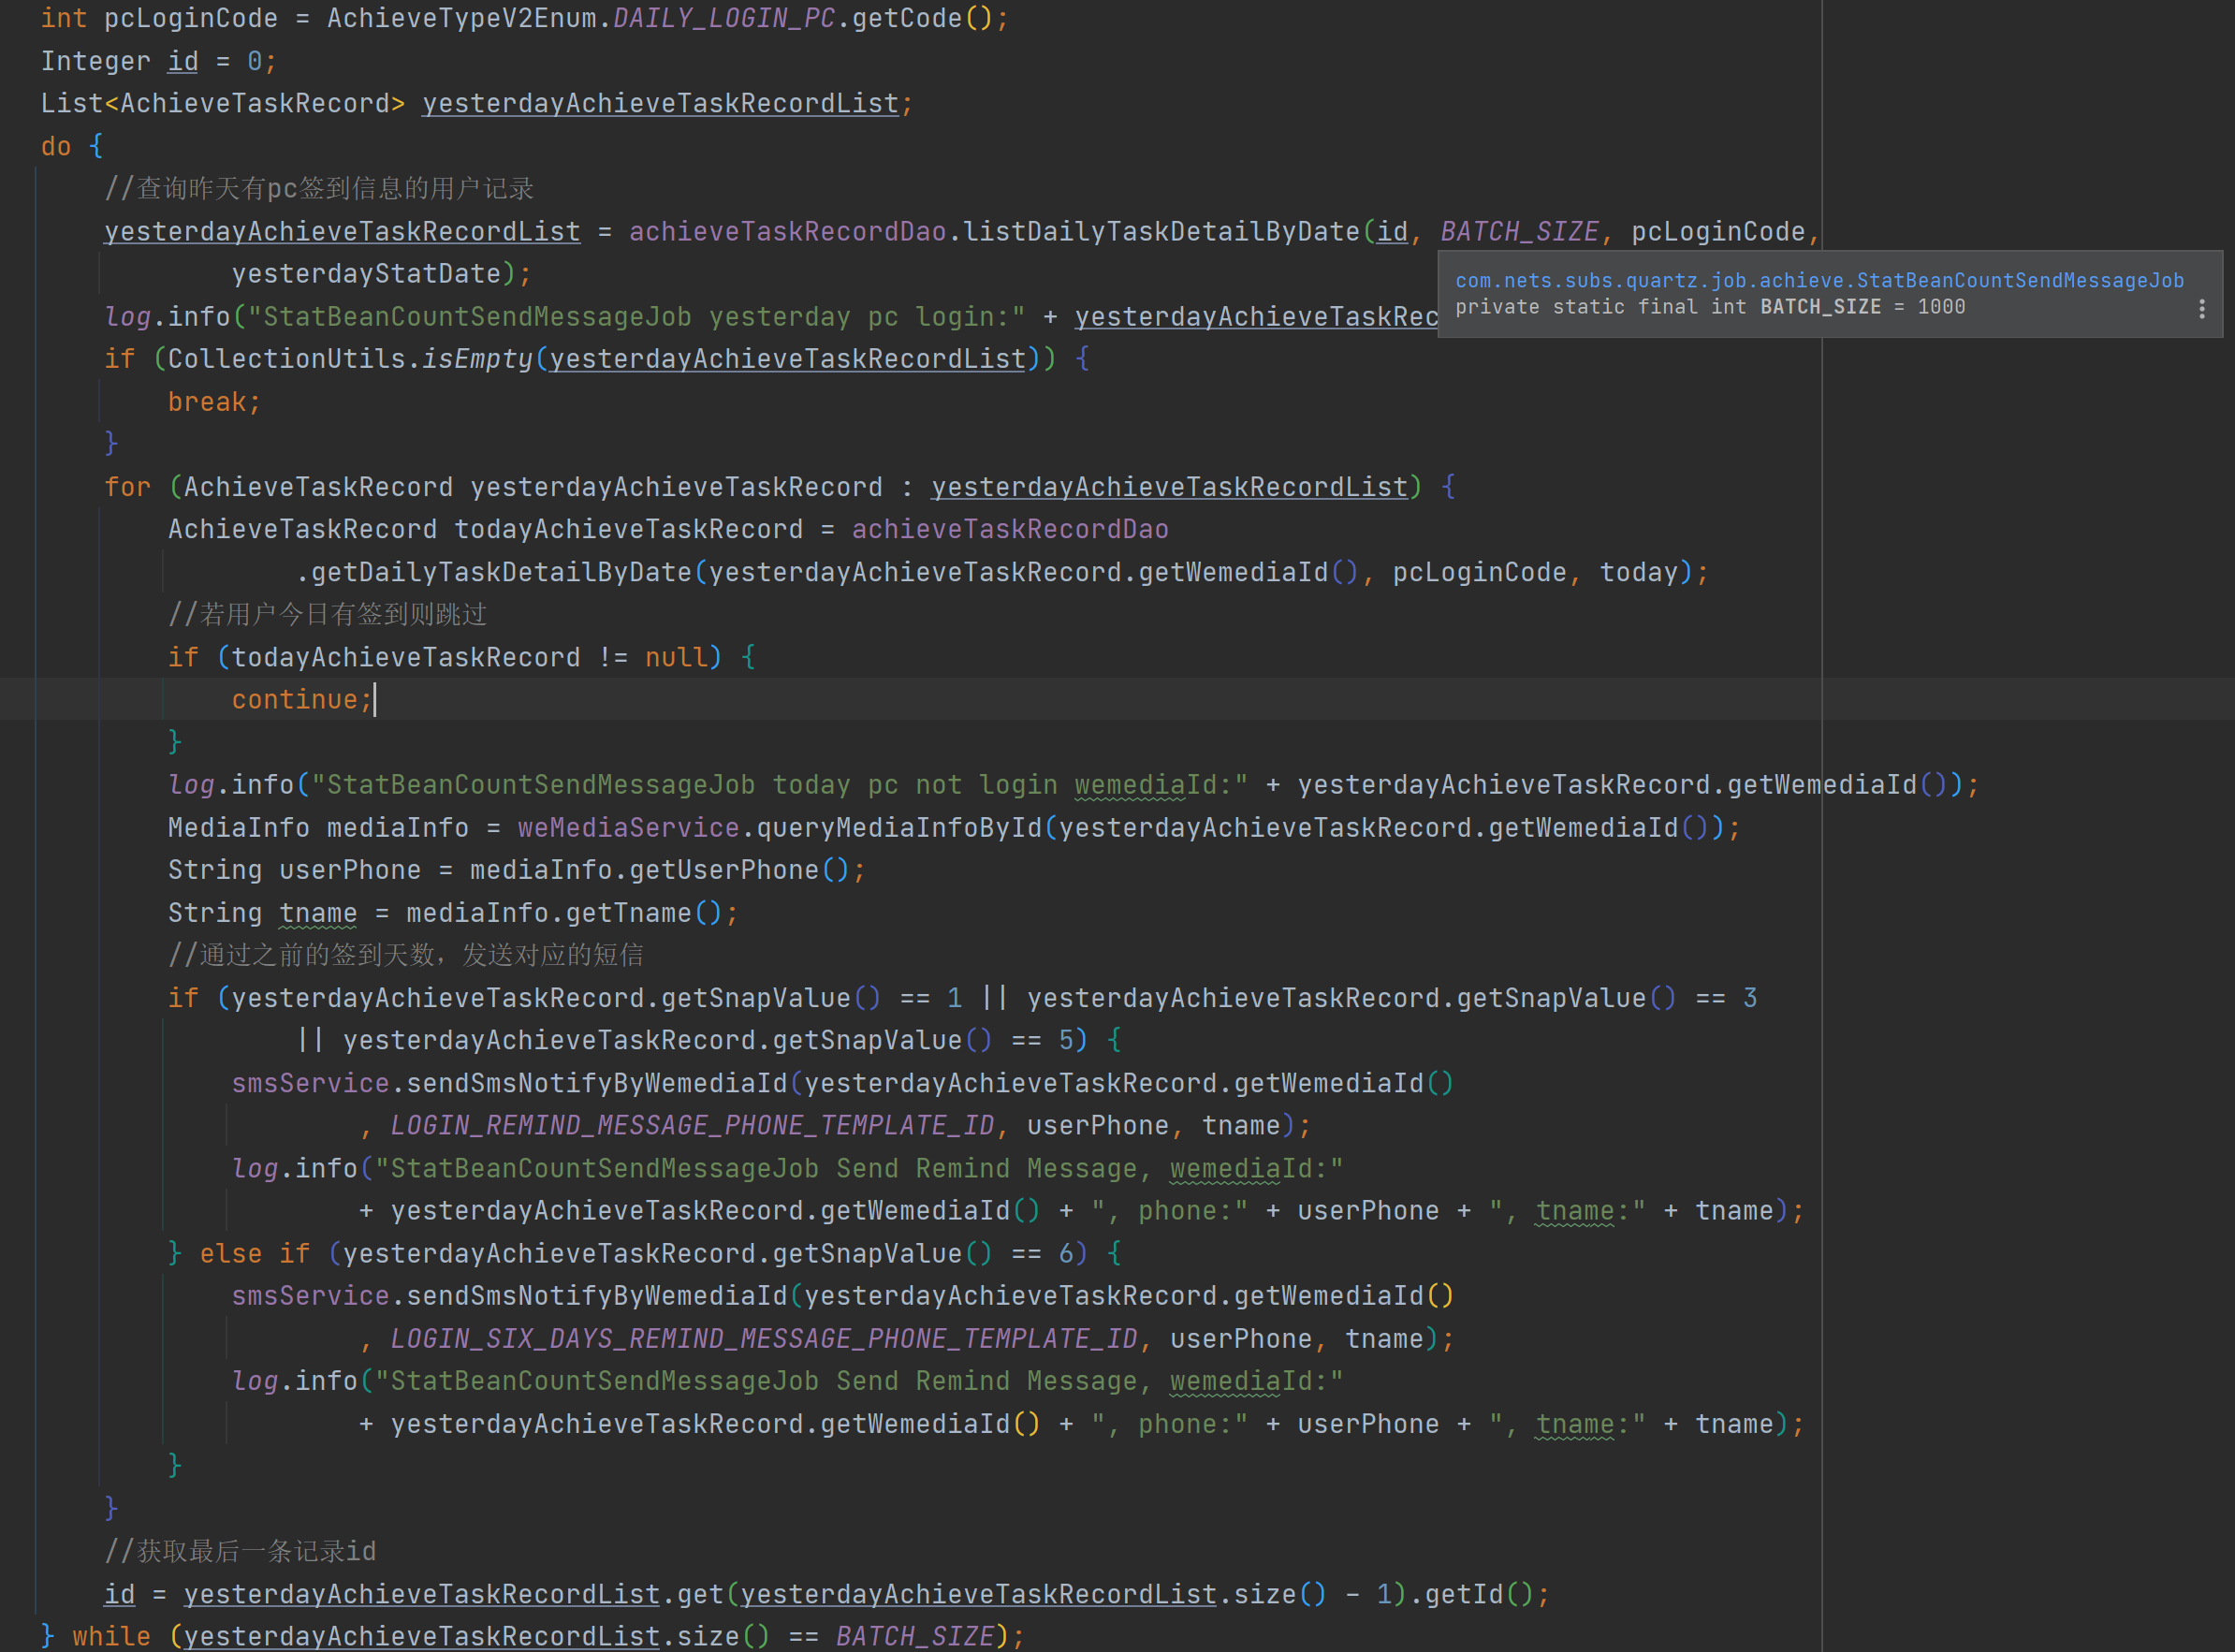 int pcLoginCode = AchieveTypeV2Enum.DAILY_LOGIN_PC.getCode();
Integer id = 0;
List<AchieveTaskRecord> yesterdayAchieveTaskRecordList;
do {
//查询昨天有pc签到信息的用户记录
yesterdayAchieveTaskRecordList = achieveTaskRecordDao.listDailyTaskDetailByDate(id, BATCH_SIZE, pcLoginCode,
yesterdayStatDate);
com.nets.subs.quartz.job.achieve.StatBeanCountSendMessageJob
private static final int BATCH_SIZE = 1000
log.info("StatBeanCountSendMessageJob yesterday pc login:" + yesterdayAchieveTaskRec
if (CollectionUtils.isEmpty(yesterdayAchieveTaskRecordList)) {
break;
}
for (AchieveTaskRecord yesterdayAchieveTaskRecord : yesterdayAchieveTaskRecordList) {
AchieveTaskRecord todayAchieveTaskRecord = achieveTaskRecordDao
.getDailyTaskDetailByDate(yesterdayAchieveTaskRecord.getWemediaId(), pcLoginCode, today);
//若用户今日有签到则跳过
if (todayAchieveTaskRecord != null) {
continue;
}
log.info("StatBeanCountSendMessageJob today pc not login wemediaId:" + yesterdayAchieveTaskRecord.getWemediaId());
MediaInfo mediaInfo = weMediaService.queryMediaInfoById(yesterdayAchieveTaskRecord.getWemediaId());
String userPhone = mediaInfo.getUserPhone();
String tname = mediaInfo.getTname();
//通过之前的签到天数，发送对应的短信
if (yesterdayAchieveTaskRecord.getSnapValue() == 1 || yesterdayAchieveTaskRecord.getSnapValue() == 3
|| yesterdayAchieveTaskRecord.getSnapValue() == 5) {
smsService.sendSmsNotifyByWemediaId(yesterdayAchieveTaskRecord.getWemediaId()
, LOGIN_REMIND_MESSAGE_PHONE_TEMPLATE_ID, userPhone, tname);
log.info("StatBeanCountSendMessageJob Send Remind Message, wemediaId:"
+ yesterdayAchieveTaskRecord.getWemediaId() + ", phone:" + userPhone + ", tname:" + tname);
} else if (yesterdayAchieveTaskRecord.getSnapValue() == 6) {
smsService.sendSmsNotifyByWemediaId(yesterdayAchieveTaskRecord.getWemediaId()
, LOGIN_SIX_DAYS_REMIND_MESSAGE_PHONE_TEMPLATE_ID, userPhone, tname);
log.info("StatBeanCountSendMessageJob Send Remind Message, wemediaId:"
+ yesterdayAchieveTaskRecord.getWemediaId() + ", phone:" + userPhone + ", tname:" + tname);
}
}
//获取最后一条记录id
id = yesterdayAchieveTaskRecordList.get(yesterdayAchieveTaskRecordList.size() - 1).getId();
} while (yesterdayAchieveTaskRecordList.size() == BATCH_SIZE);